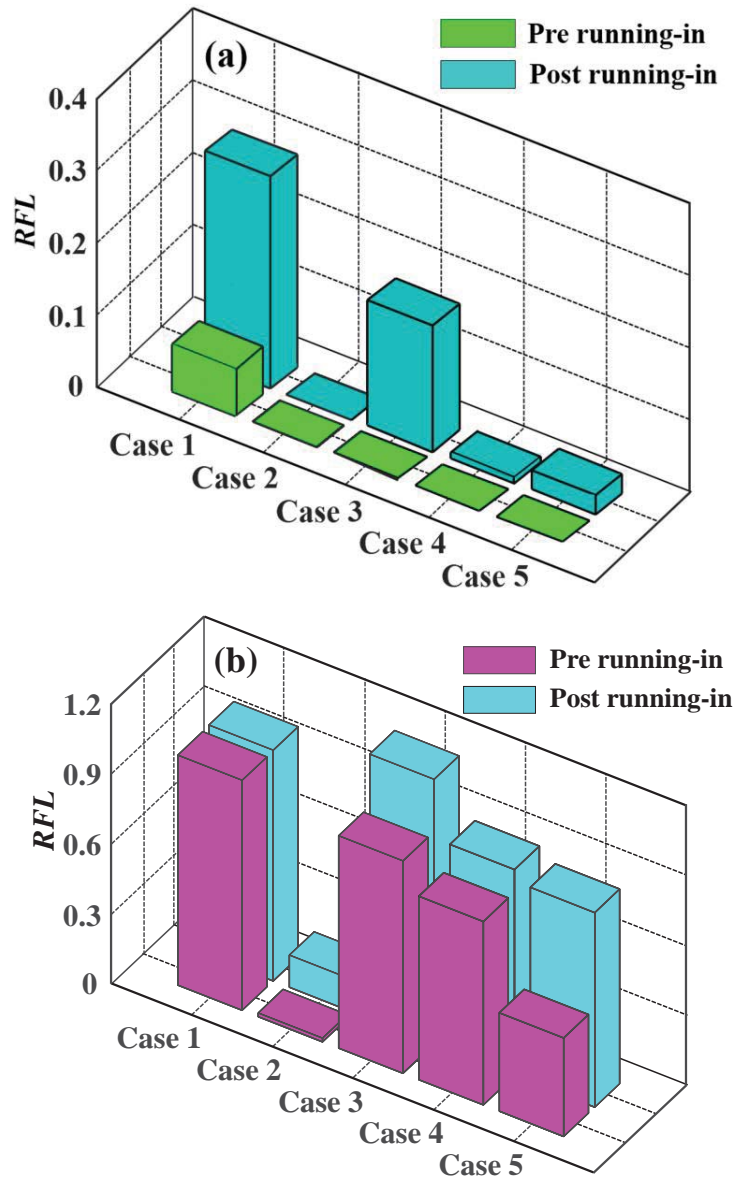 (a)
Pre running-in
Post running-in
0.4
0.3
0.2
0.1
0
RFL
Case 1
Case 2
Case 3
Case 4
Case 5
(b)
Pre running-in
Post running-in
1.2
0.9
0.6
0.3
0
RFL
Case 1
Case 2
Case 3
Case 4
Case 5